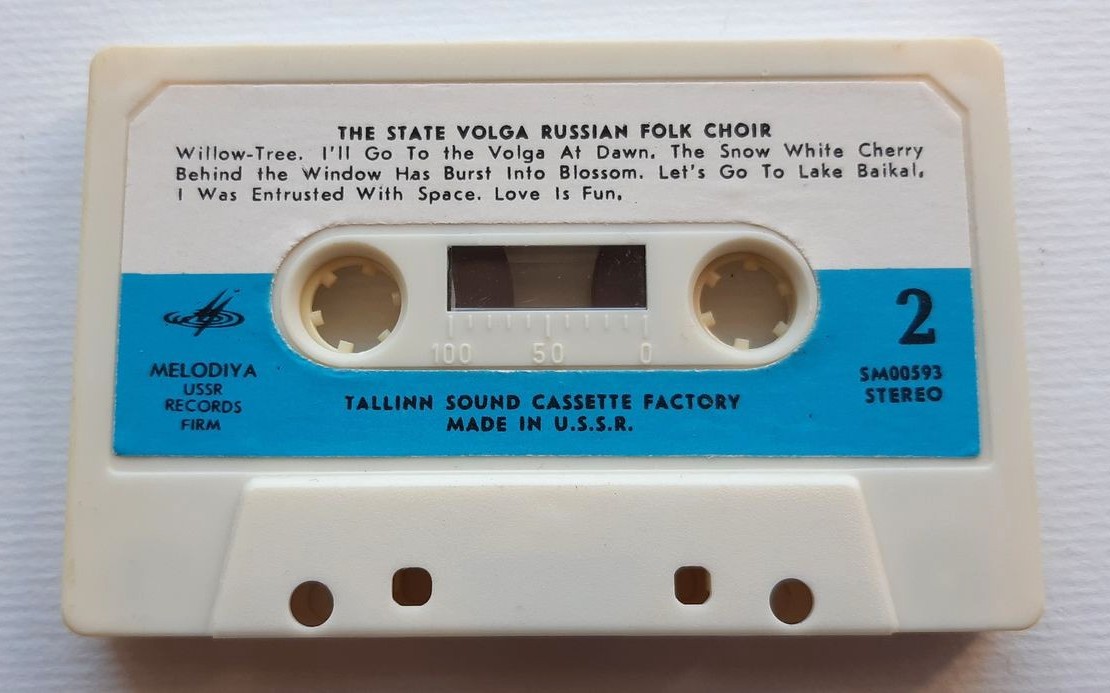 THE STATE VOLGA RUSSIAN FOLK CHOIR
Willow-Tree. I'll Go To the Volga At Dawn. The Snow White Cherry
Behind the Window Has Burst Into Blossom. Let's Go To Lake Baikal.
I Was Entrusted With Space. Love Is Fun.
100 50 0
2
MELODIYA
USSR
RECORDS
FIRM
SM00593
STEREO
TALLINN SOUND CASSETTE FACTORY
MADE IN U.S.S.R.